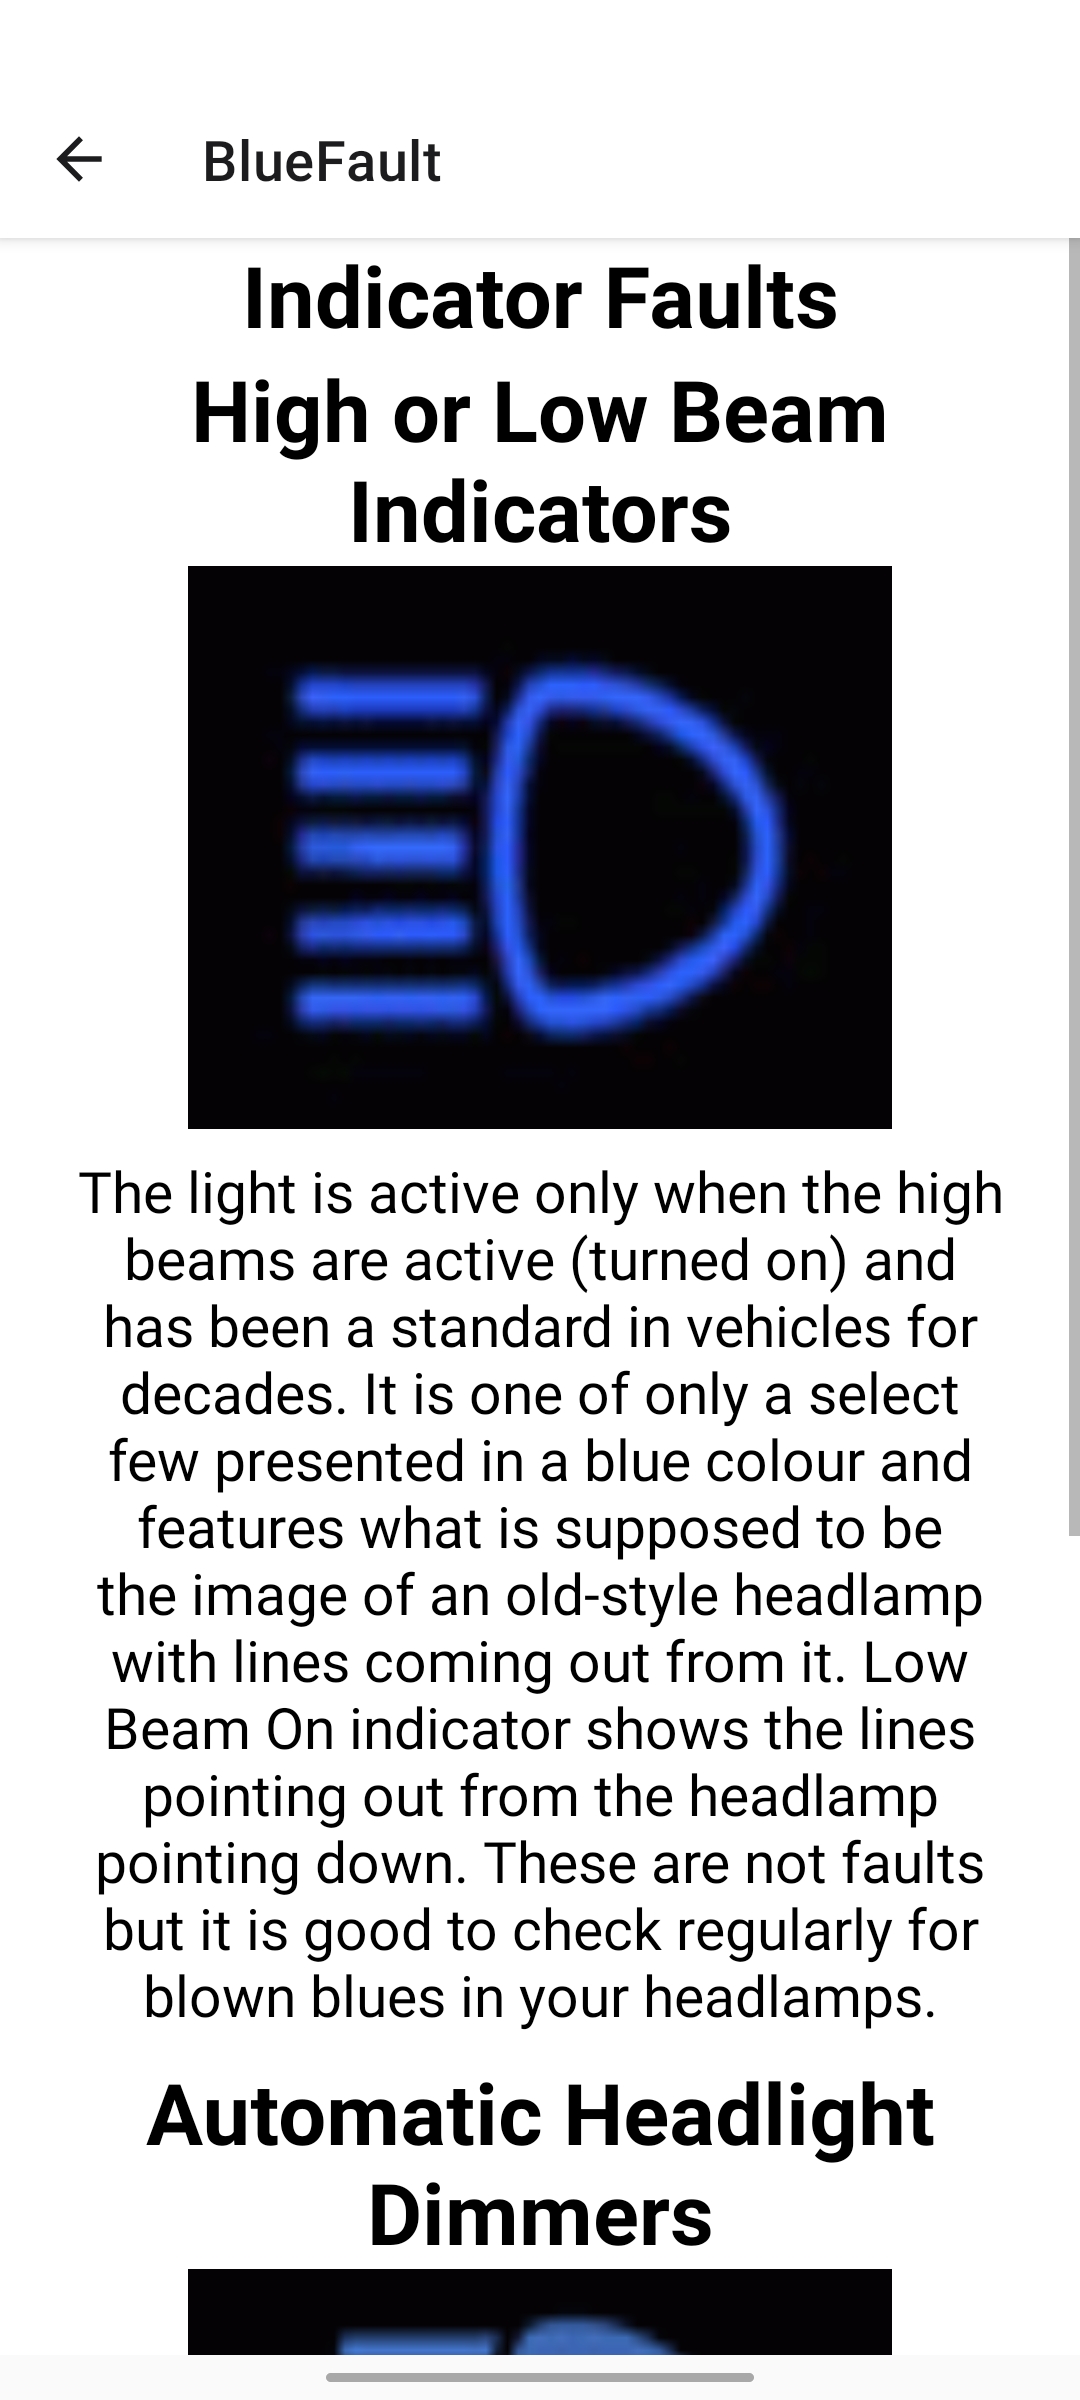 BlueFault
Indicator Faults
High or Low Beam
Indicators
The light is active only when the high
beams are active (turned on) and
has been a standard in vehicles for
decades. It is one of only a select
few presented in a blue colour and
features what is supposed to be
the image of an old-style headlamp
with lines coming out from it. Low
Beam On indicator shows the lines
pointing out from the headlamp
pointing down. These are not faults
but it is good to check regularly for
blown blues in your headlamps.
Automatic Headlight
Dimmers